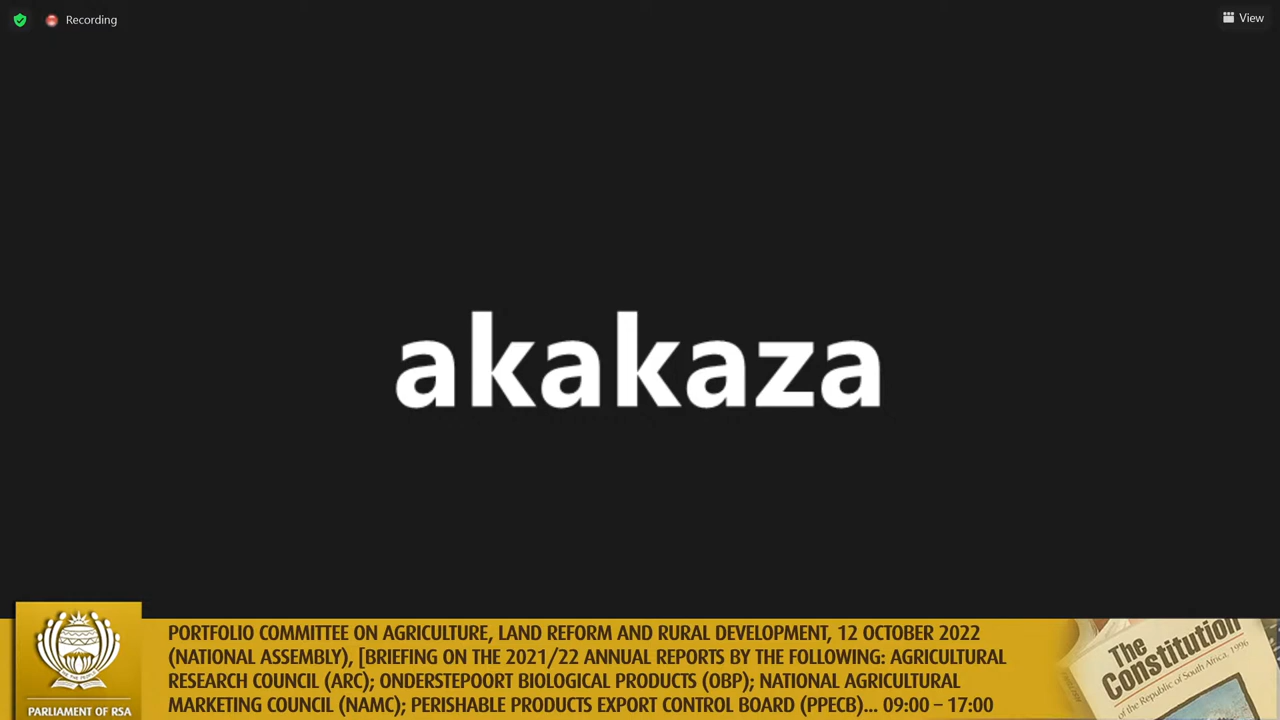 Recording
View
akakaza
PORTFOLIO COMMITTEE ON AGRICULTURE, LAND REFORM AND RURAL DEVELOPMENT, 12 OCTOBER 2022
(NATIONAL ASSEMBLY), [BRIEFING ON THE 2021/22 ANNUAL REPORTS BY THE FOLLOWING: AGRICULTURAL
RESEARCH COUNCIL (ARC); ONDERSTEPOORT BIOLOGICAL PRODUCTS (OBP); NATIONAL AGRICULTURAL
MARKETING COUNCIL (NAMC); PERISHABLE PRODUCTS EXPORT CONTROL BOARD (PPECB)... 09:00 – 17:00
PARLIAMENT OF RSA
The
Constitution
of the Republic of South Africa, 1996